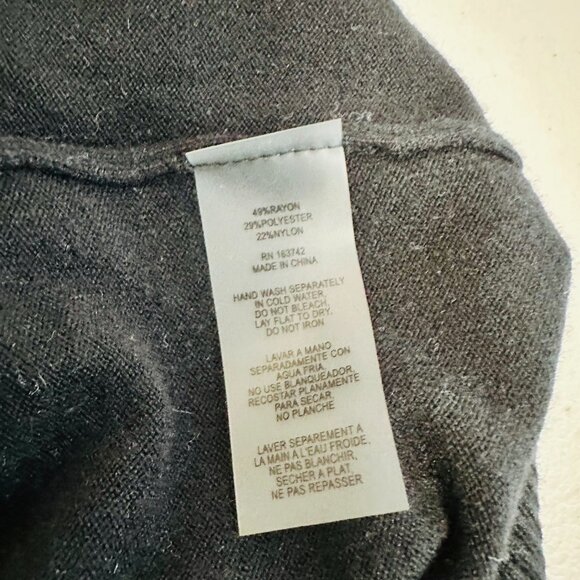 49%RAYON
29%POLYESTER
22%NYLON
RN 163742
MADE IN CHINA
HAND WASH SEPARATELY
IN COLD WATER,
DO NOT BLEACH,
LAY FLAT TO DRY.
DO NOT IRON
LAVAR A MANO
SEPARADAMENTE CON
AGUA FRIA,
NO USE BLANQUEADOR,
RECOSTAR PLANAMENTE
PARA SECAR.
NO PLANCHE
LAVER SEPAREMENT A
LA MAIN A L'EAU FROIDE.
NE PAS BLANCHIR,
SECHER A PLAT,
NE PAS REPASSER